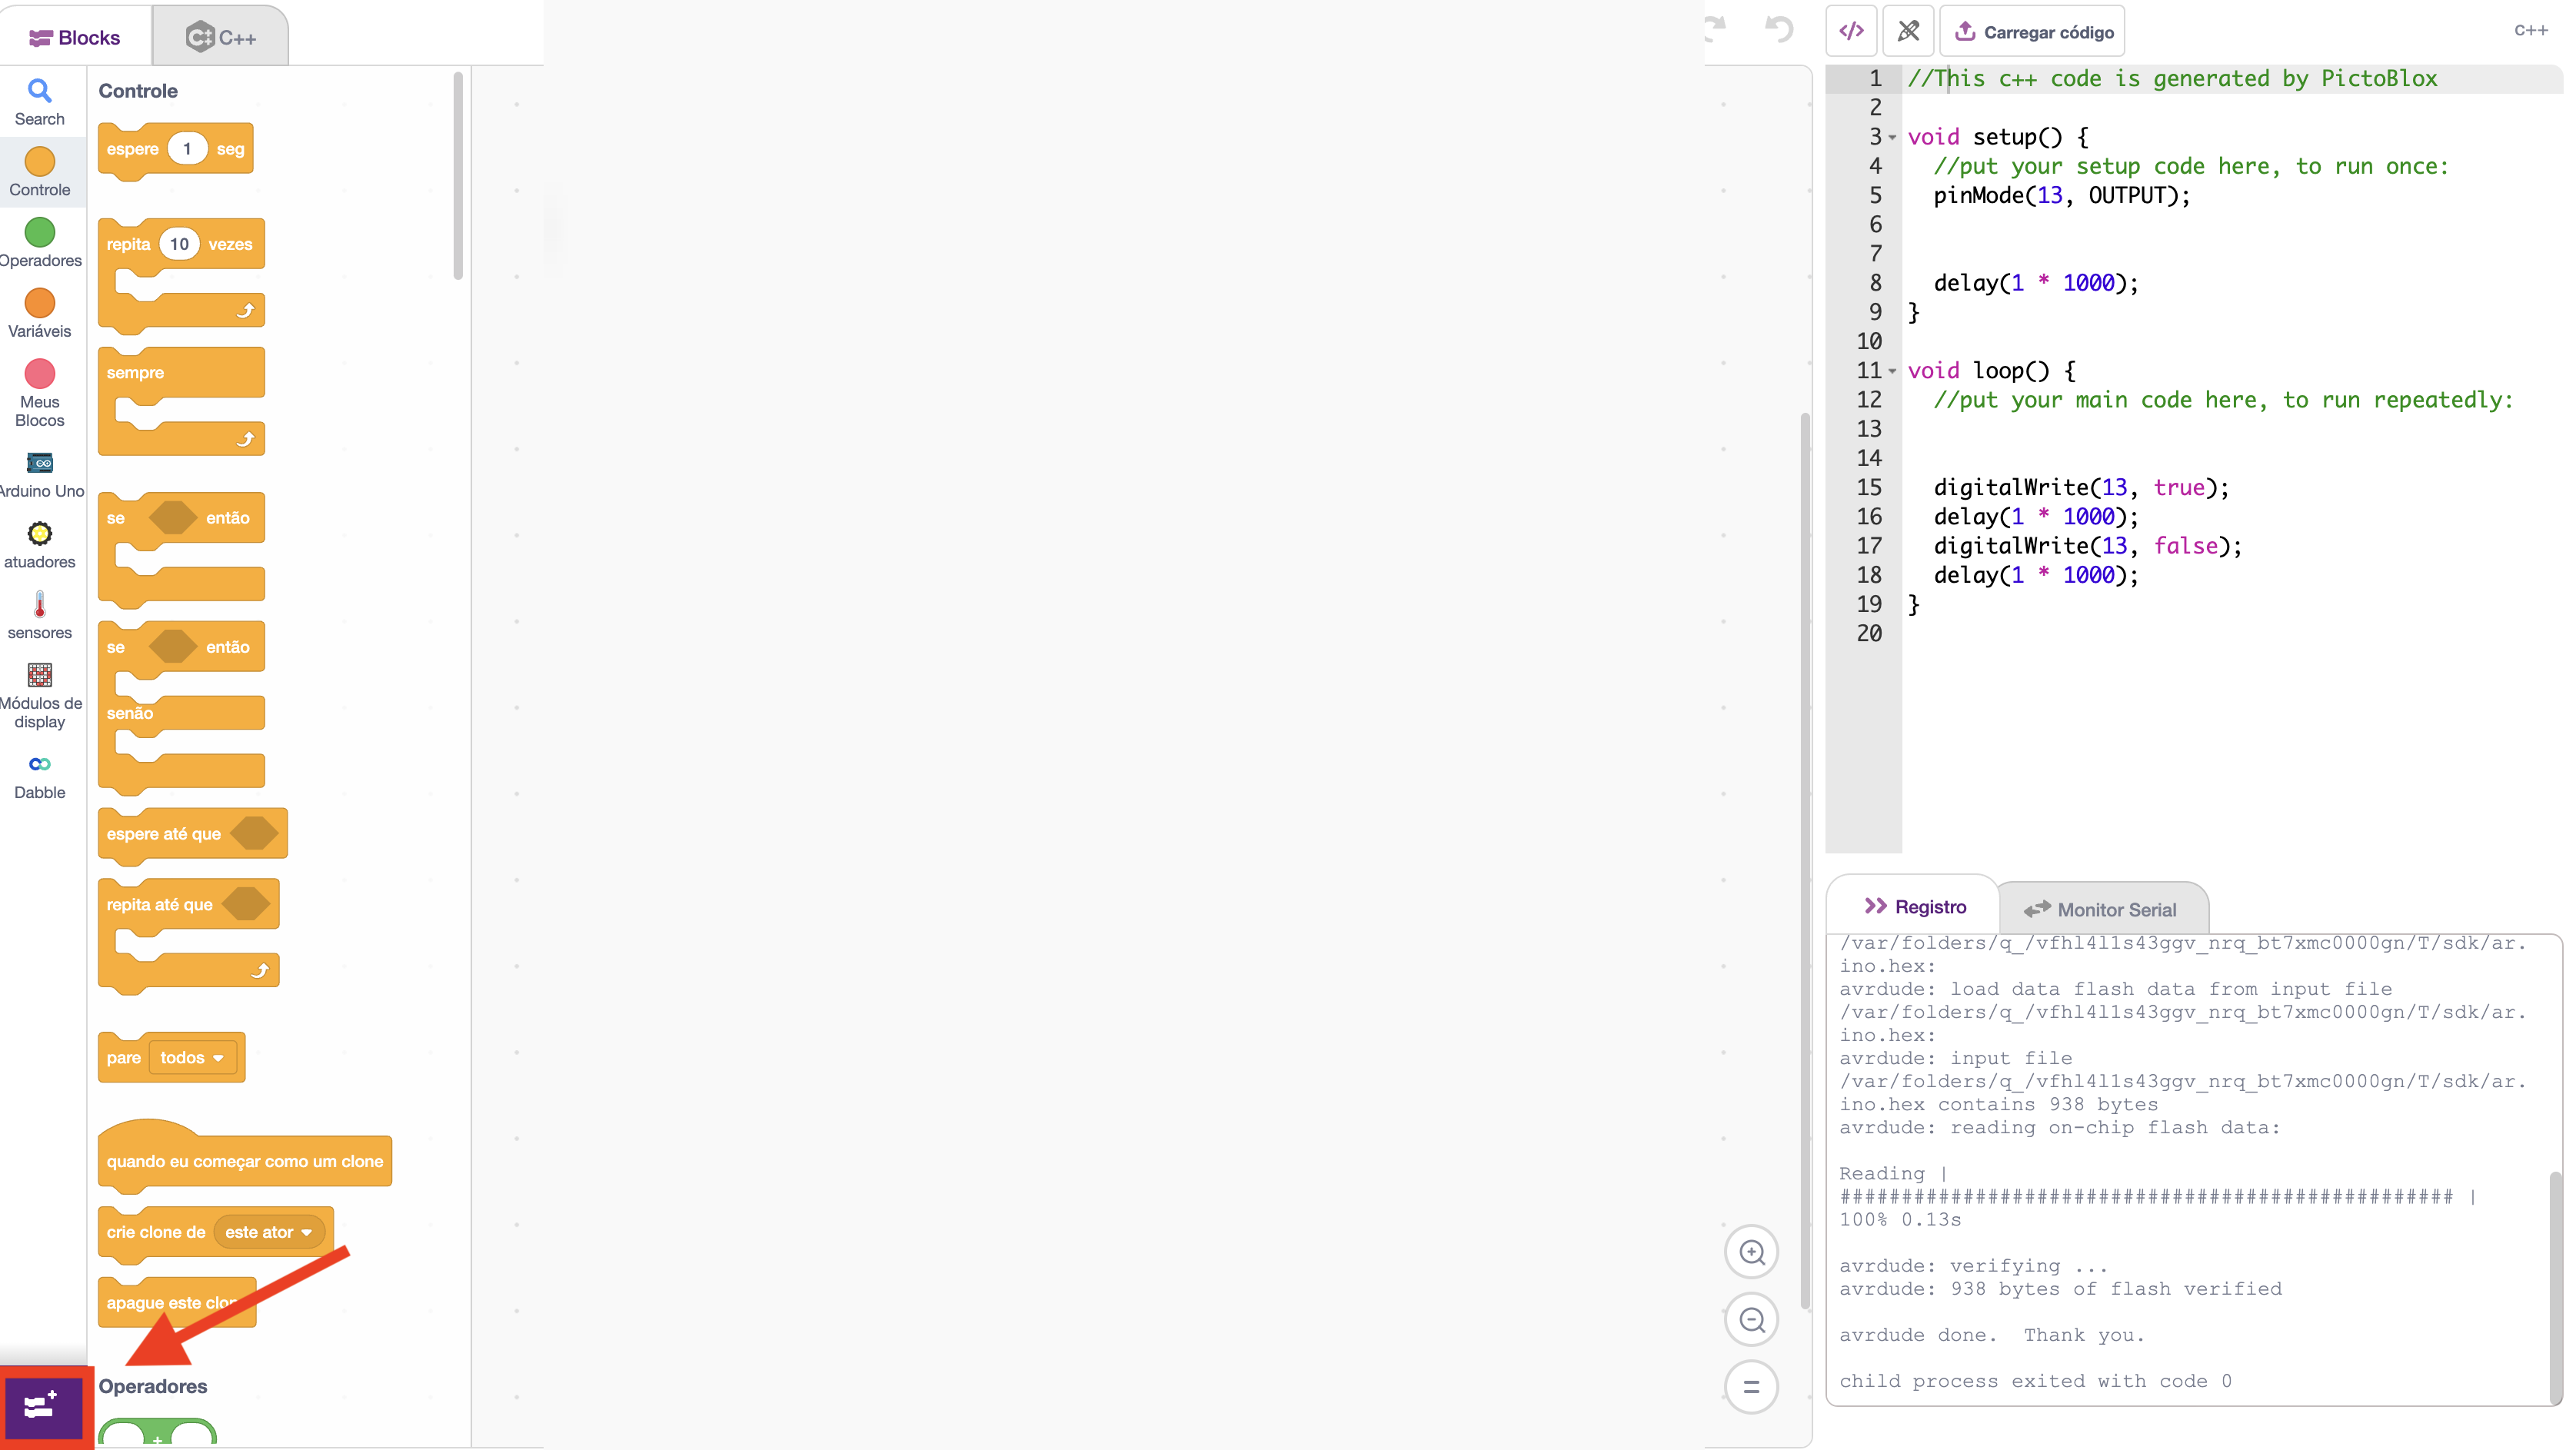 Blocks
C++
Search
Controle
Operadores
Variáveis
Meus
Blocos
Arduino Uno
atuadores
sensores
Módulos de
display
Dabble
Controle
espere 1 seg
repita 10 vezes
sempre
se então
se então
senão
espere até que
repita até que
pare todos
quando eu começar como um clone
crie clone de este ator
apague este clon
Operadores
+
Carregar código
C++
1 //This c++ code is generated by PictoBlox
2
3 void setup() {
4 //put your setup code here, to run once:
5 pinMode(13, OUTPUT);
6
7
8 delay(1 * 1000);
9 }
10
11 void loop() {
12 //put your main code here, to run repeatedly:
13
14
15 digitalWrite(13, true);
16 delay(1 * 1000);
17 digitalWrite(13, false);
18 delay(1 * 1000);
19 }
20
Registro
Monitor Serial
/var/folders/q_/vfhl4l1s43ggv_nrq_bt7xmc0000gn/T/sdk/ar.
ino.hex:
avrdude: load data flash data from input file
/var/folders/q_/vfhl4l1s43ggv_nrq_bt7xmc0000gn/T/sdk/ar.
ino.hex:
avrdude: input file
/var/folders/q_/vfhl4l1s43ggv_nrq_bt7xmc0000gn/T/sdk/ar.
ino.hex contains 938 bytes
avrdude: reading on-chip flash data:
Reading |
################################################## |
100% 0.13s
avrdude: verifying ...
avrdude: 938 bytes of flash verified
avrdude done. Thank you.
child process exited with code 0